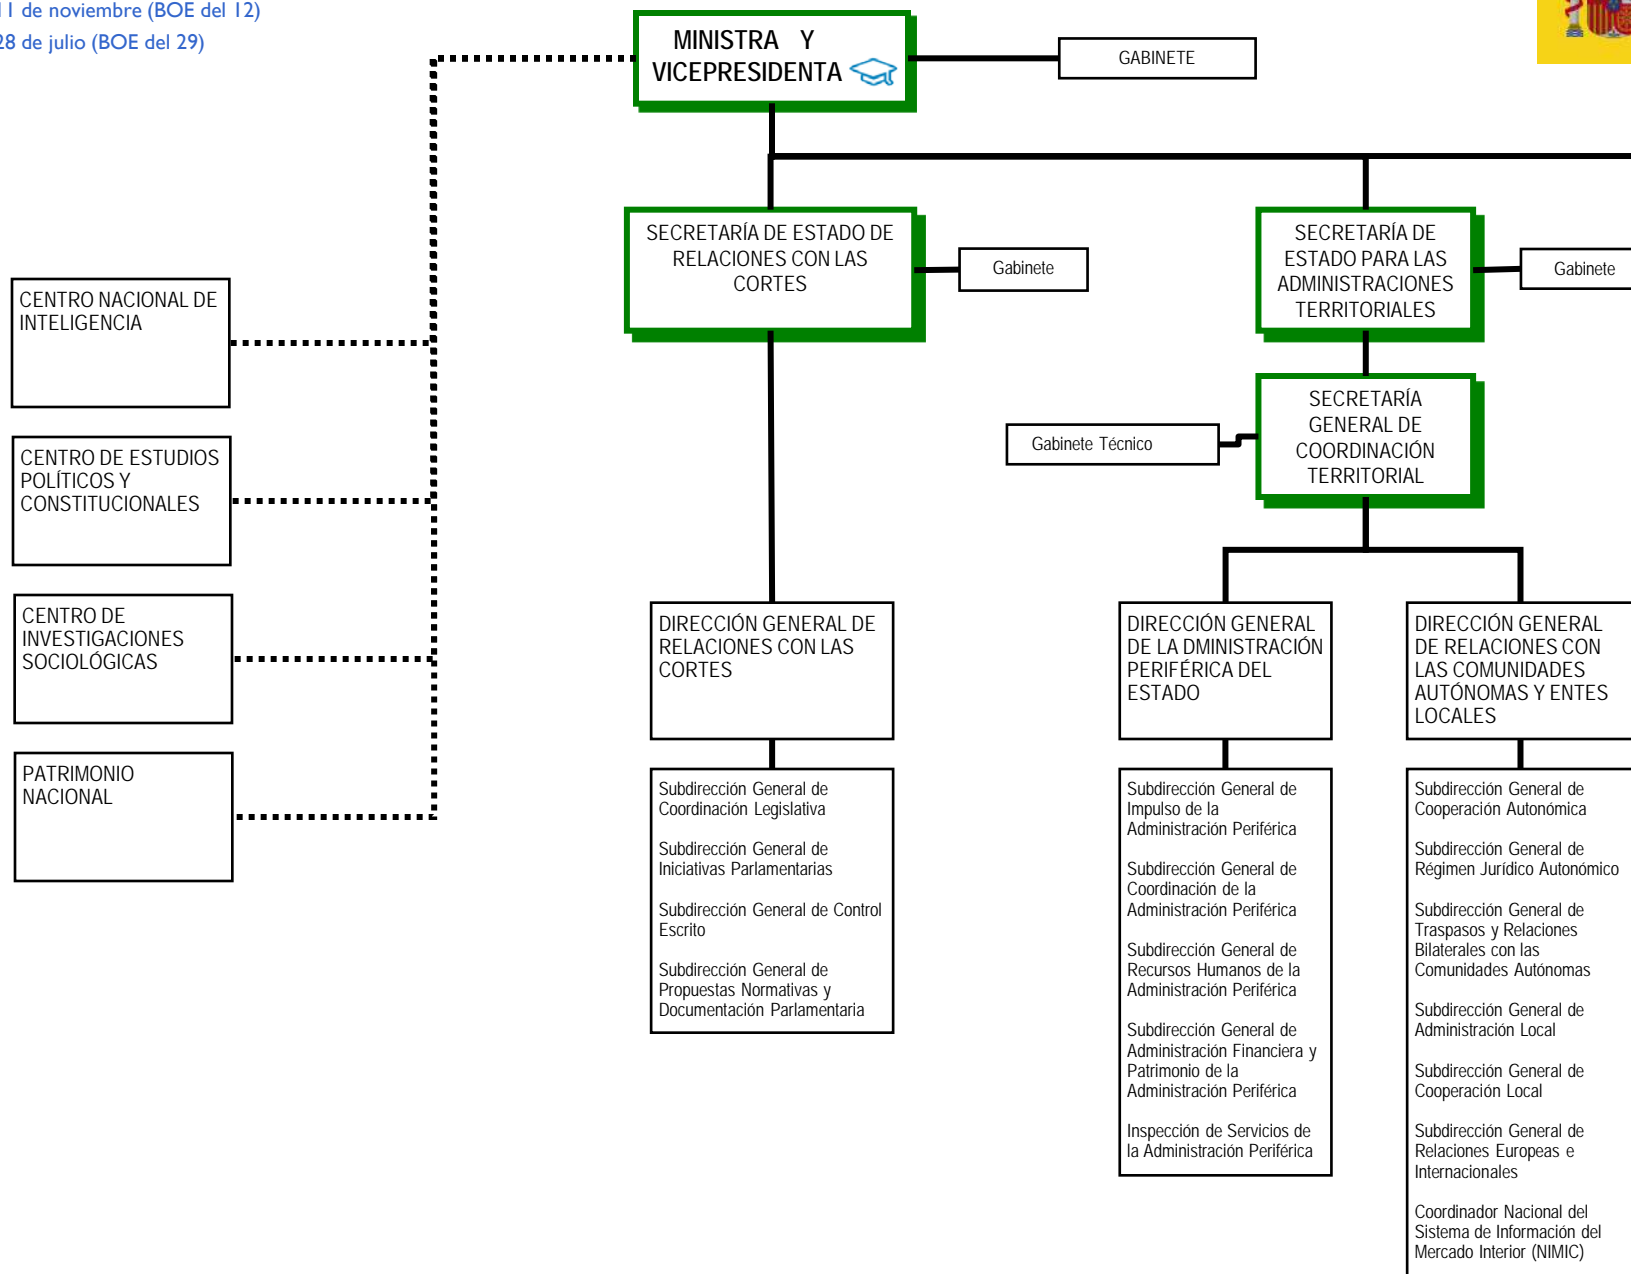 11 de noviembre (BOE del 12)
28 de julio (BOE del 29)
MINISTRA Y
VICEPRESIDENTA
GABINETE
SECRETARÍA DE ESTADO DE
RELACIONES CON LAS
CORTES
Gabinete
SECRETARÍA DE
ESTADO PARA LAS
ADMINISTRACIONES
TERRITORIALES
Gabinete
CENTRO NACIONAL DE
INTELIGENCIA
SECRETARÍA
GENERAL DE
COORDINACIÓN
TERRITORIAL
Gabinete Técnico
CENTRO DE ESTUDIOS
POLÍTICOS Y
CONSTITUCIONALES
CENTRO DE
INVESTIGACIONES
SOCIOLÓGICAS
PATRIMONIO
NACIONAL
DIRECCIÓN GENERAL DE
RELACIONES CON LAS
CORTES
Subdirección General de
Coordinación Legislativa
Subdirección General de
Iniciativas Parlamentarias
Subdirección General de Control
Escrito
Subdirección General de
Propuestas Normativas y
Documentación Parlamentaria
DIRECCIÓN GENERAL
DE LA DMINISTRACIÓN
PERIFÉRICA DEL
ESTADO
Subdirección General de
Impulso de la
Administración Periférica
Subdirección General de
Coordinación de la
Administración Periférica
Subdirección General de
Recursos Humanos de la
Administración Periférica
Subdirección General de
Administración Financiera y
Patrimonio de la
Administración Periférica
Inspección de Servicios de
la Administración Periférica
DIRECCIÓN GENERAL
DE RELACIONES CON
LAS COMUNIDADES
AUTÓNOMAS Y ENTES
LOCALES
Subdirección General de
Cooperación Autonómica
Subdirección General de
Régimen Jurídico Autonómico
Subdirección General de
Traspasos y Relaciones
Bilaterales con las
Comunidades Autónomas
Subdirección General de
Administración Local
Subdirección General de
Cooperación Local
Subdirección General de
Relaciones Europeas e
Internacionales
Coordinador Nacional del
Sistema de Información del
Mercado Interior (NIMIC)